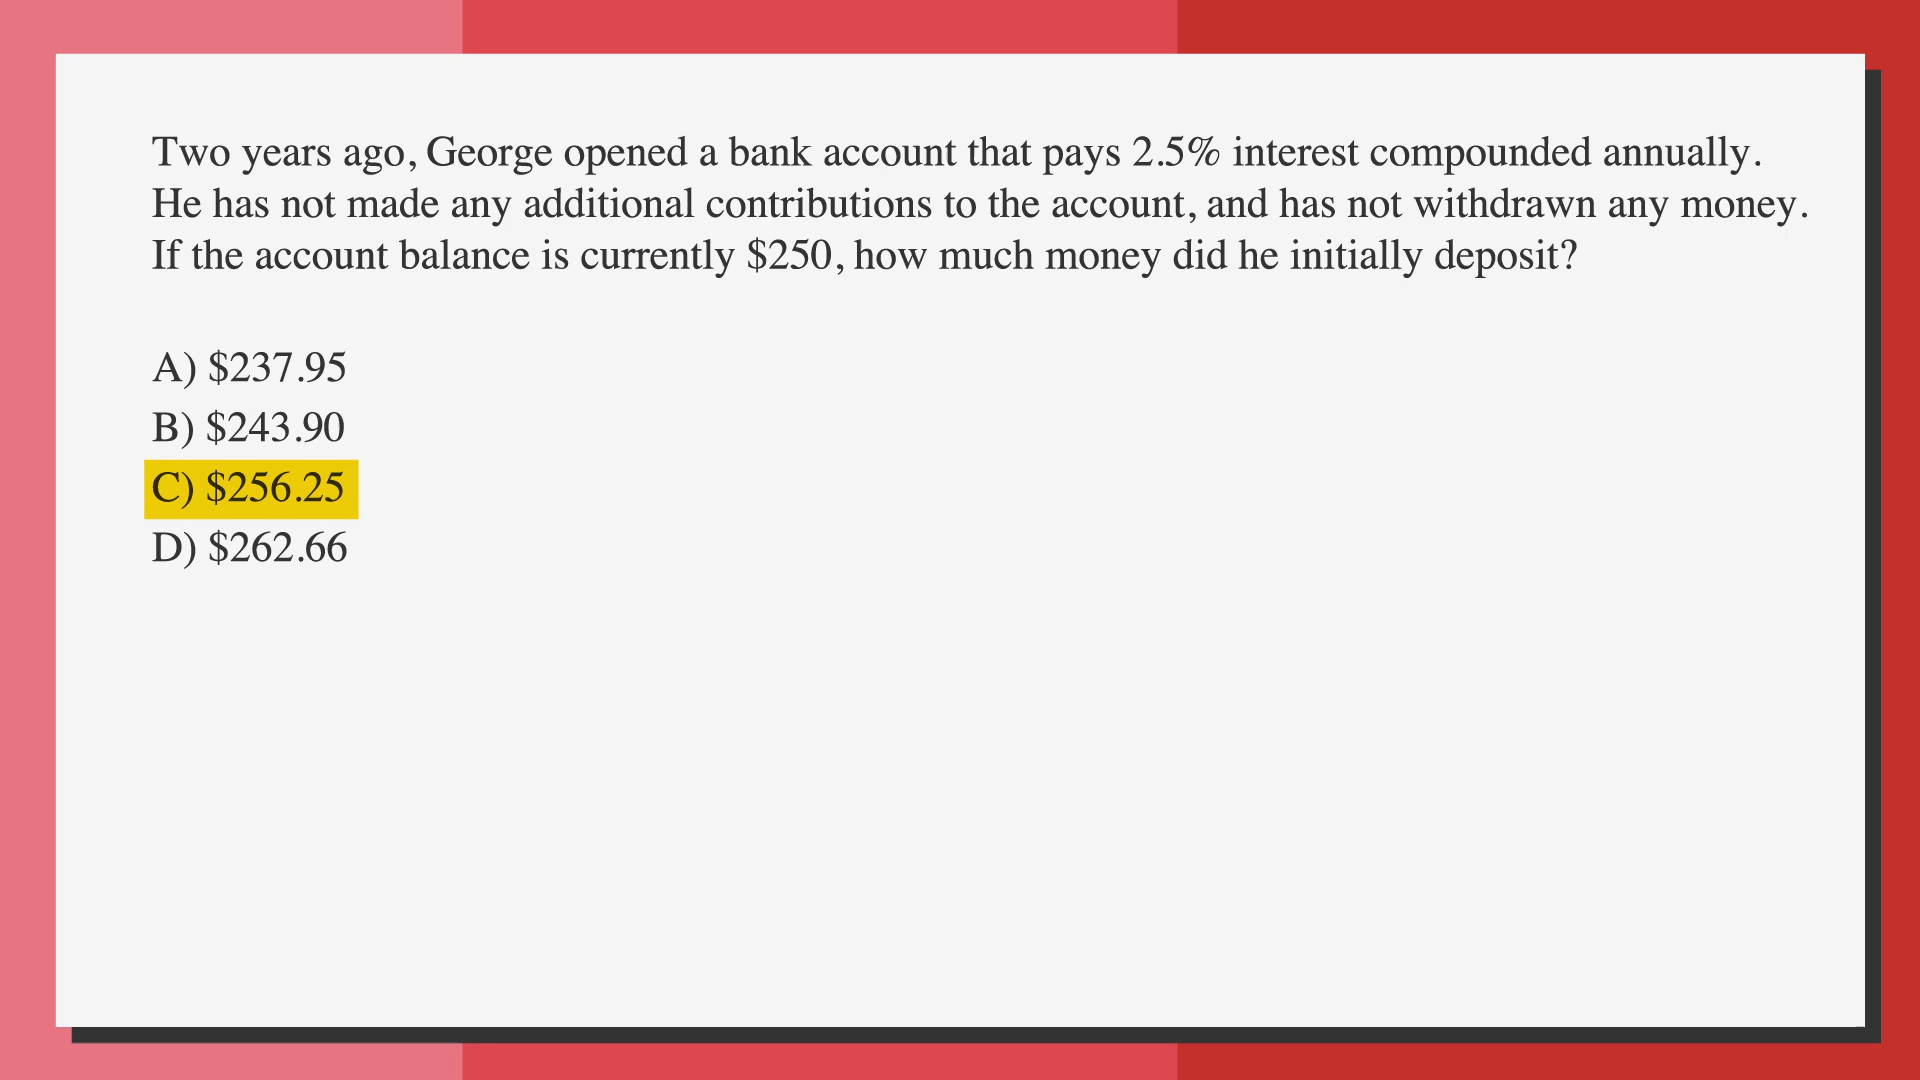 Two years ago, George opened a bank account that pays 2.5% interest compounded annually.
He has not made any additional contributions to the account, and has not withdrawn any money.
If the account balance is currently $250, how much money did he initially deposit?
A) $237.95
B) $243.90
C) $256.25
D) $262.66